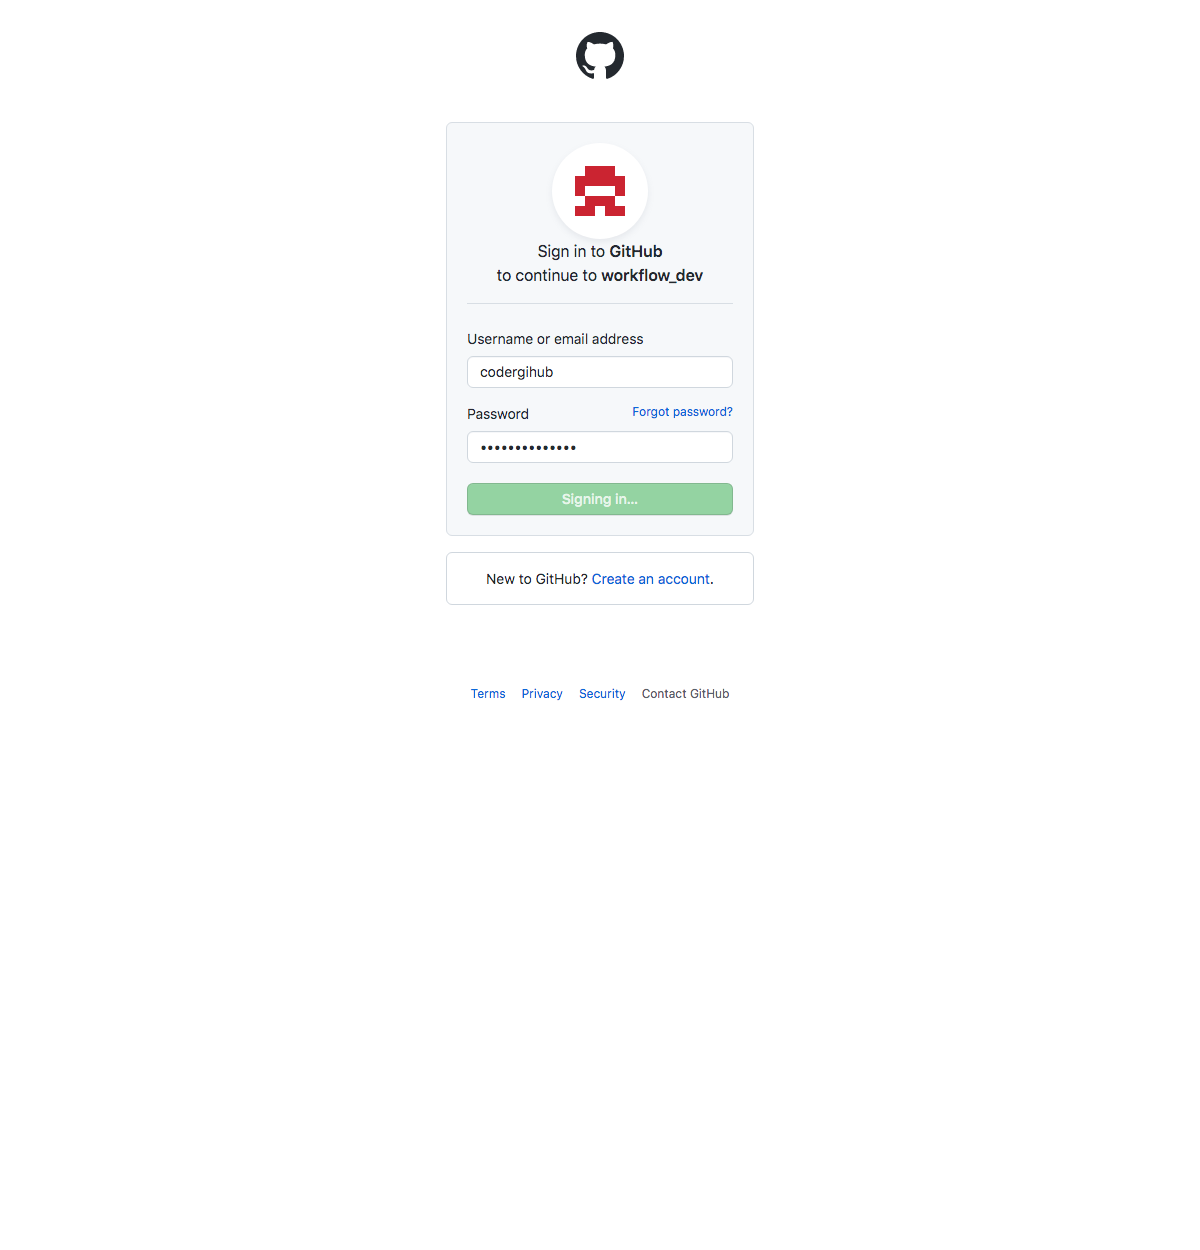 Sign in to GitHub
to continue to workflow_dev
Username or email address
codergihub
Password Forgot password?
••••••••••••••
Signing in...
New to GitHub? Create an account.
Terms Privacy Security Contact GitHub